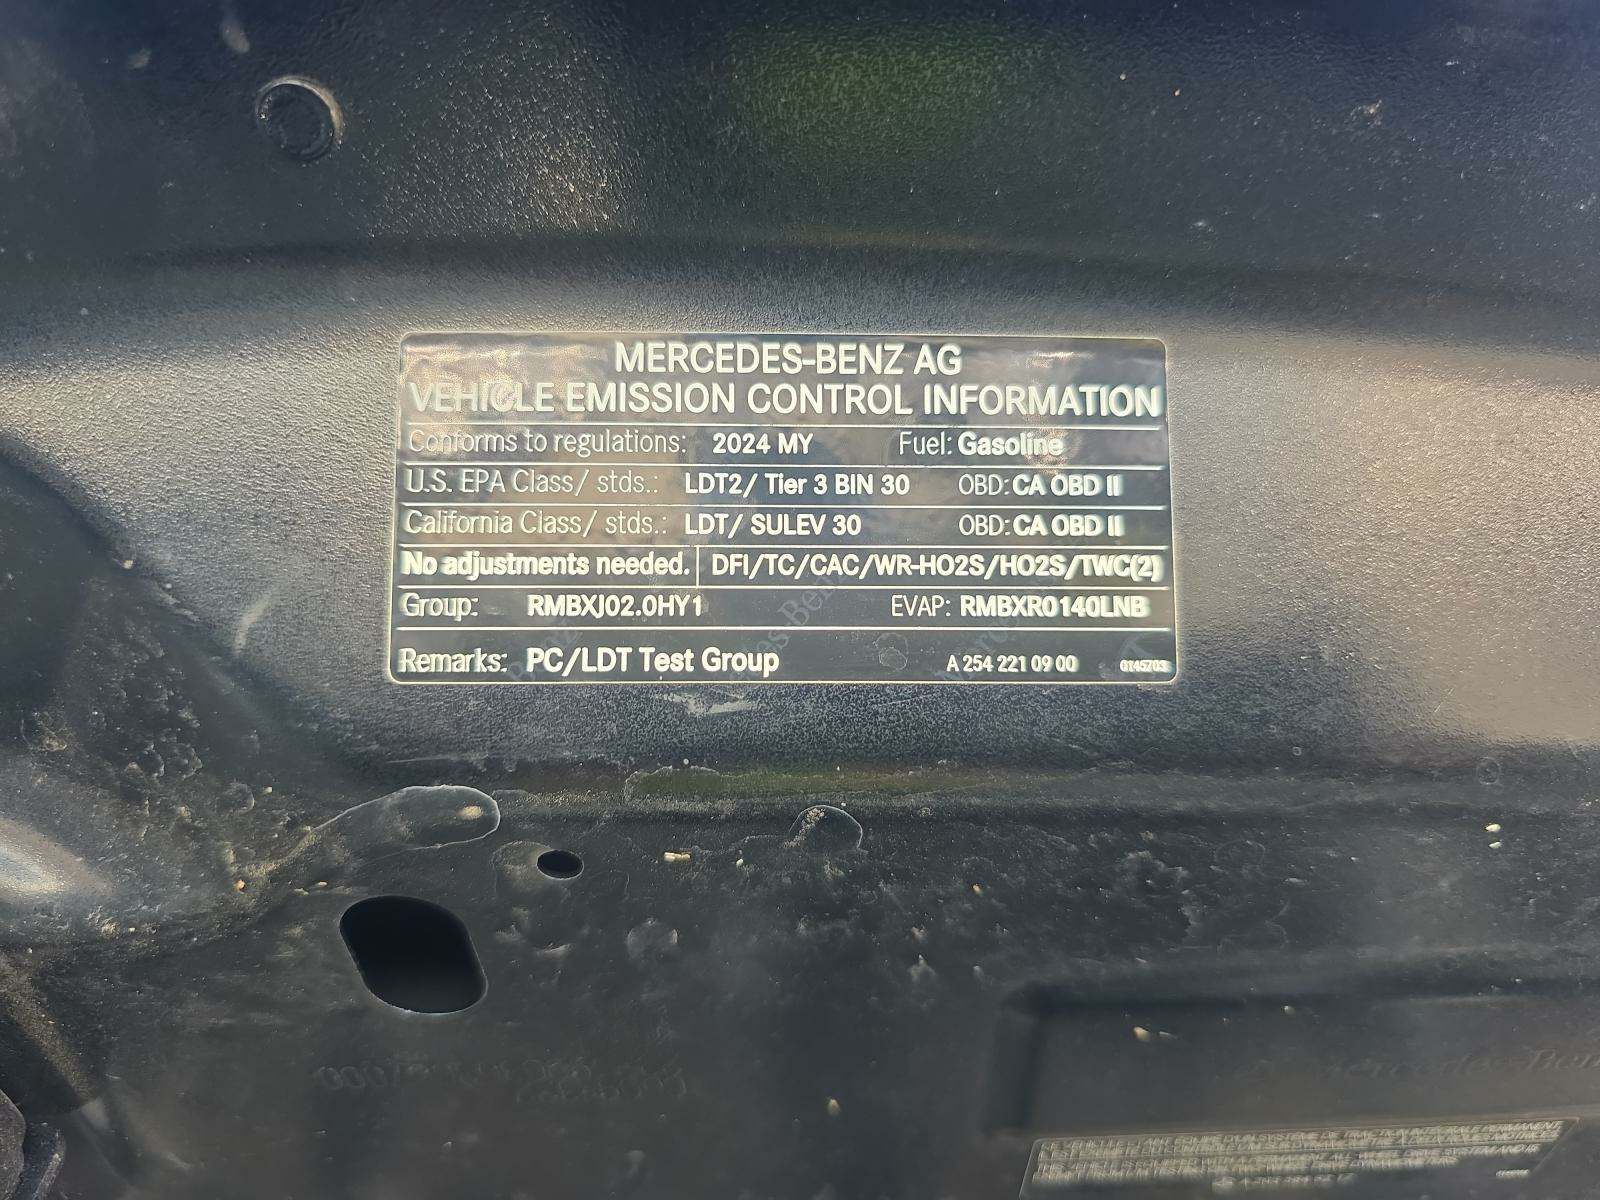 MERCEDES-BENZ AG
VEHICLE EMISSION CONTROL INFORMATION
Conforms to regulations: 2024 MY Fuel: Gasoline
U.S. EPA Class/ stds.: LDT2/ Tier 3 BIN 30 OBD: CA OBD II
California Class/ stds.: LDT/ SULEV 30 OBD: CA OBD II
No adjustments needed. DFI/TC/CAC/WR-HO2S/HO2S/TWC(2)
Group: RMBXJ02.0HY1 EVAP: RMBXR0140LNB
Remarks: PC/LDT Test Group A 254 221 09 00